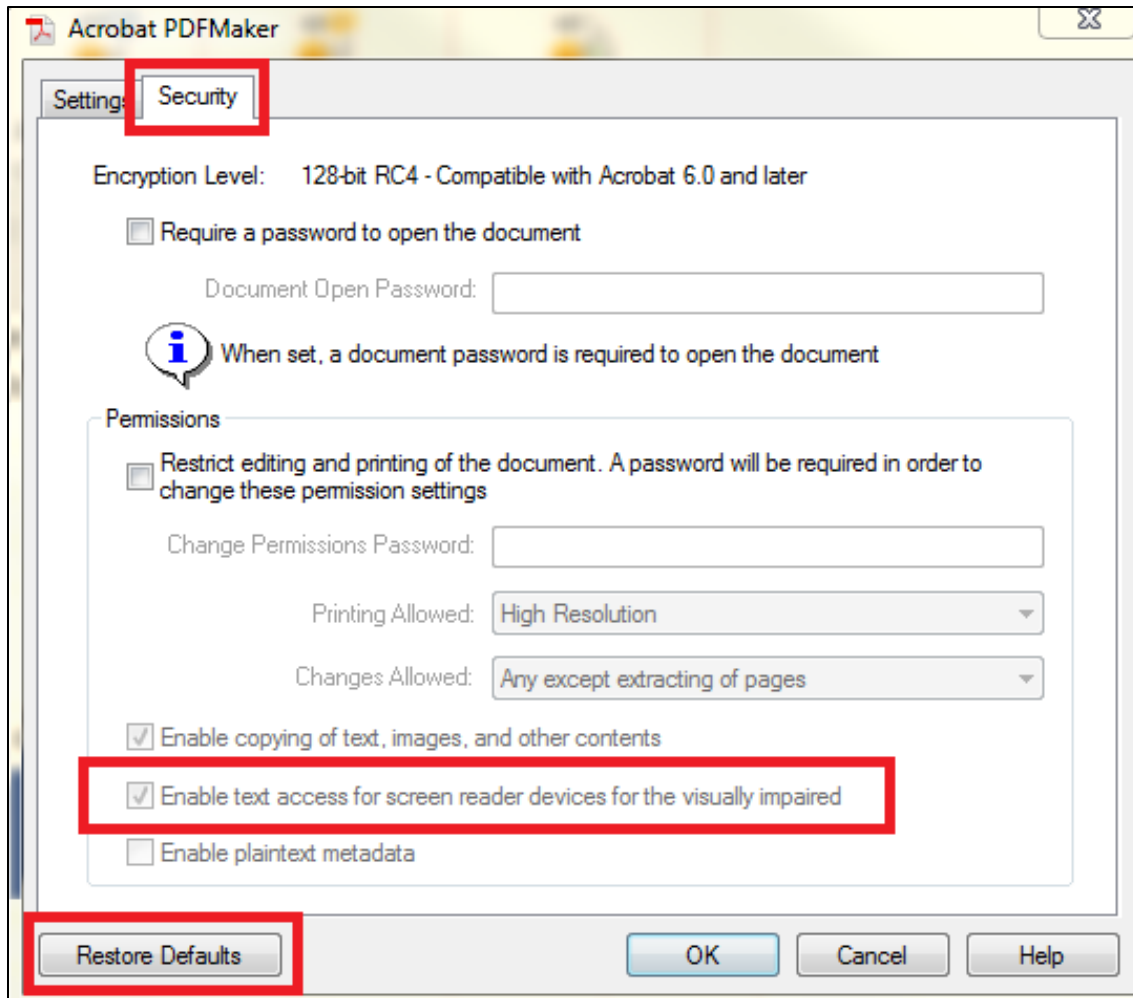 Acrobat PDFMaker
Settings Security
Encryption Level: 128-bit RC4 - Compatible with Acrobat 6.0 and later
Require a password to open the document
Document Open Password:
i When set, a document password is required to open the document
Permissions
Restrict editing and printing of the document. A password will be required in order to
change these permission settings
Change Permissions Password:
Printing Allowed: High Resolution
Changes Allowed: Any except extracting of pages
Enable copying of text, images, and other contents
Enable text access for screen reader devices for the visually impaired
Enable plaintext metadata
Restore Defaults OK Cancel Help